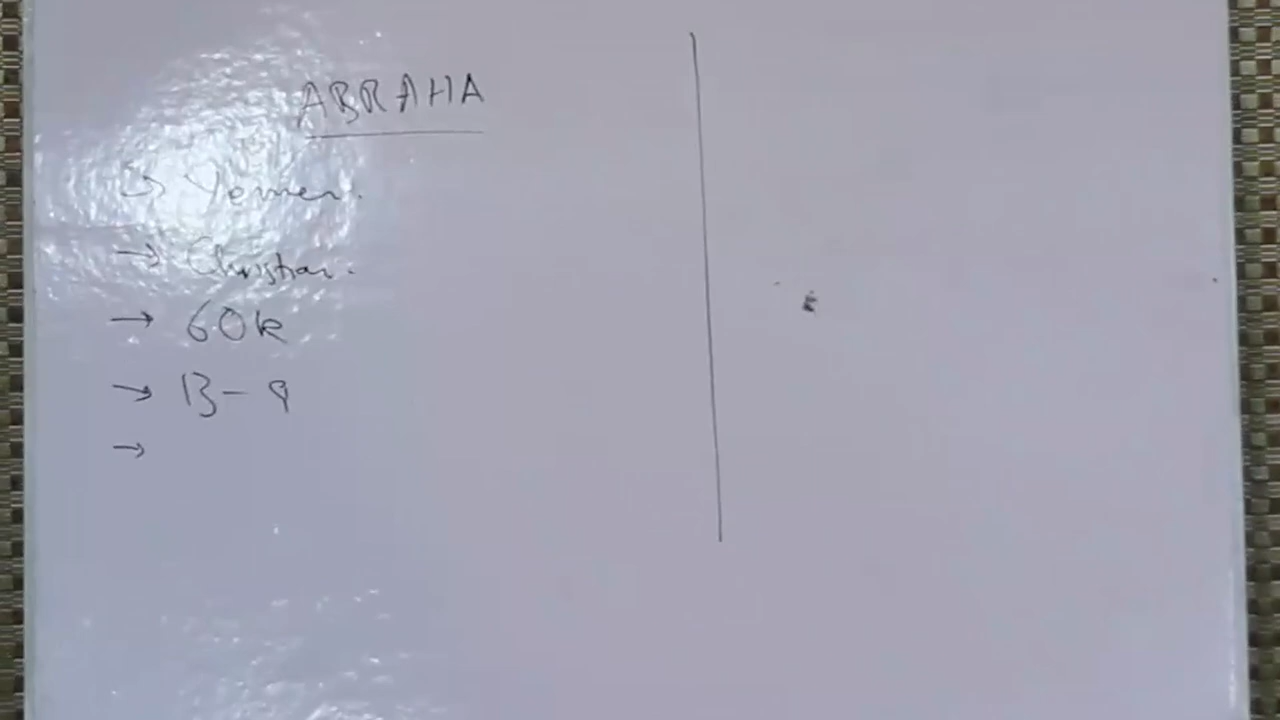 ABRAHA
→ Yemen.
→ Christian.
→ 60k
→ 13-9
→